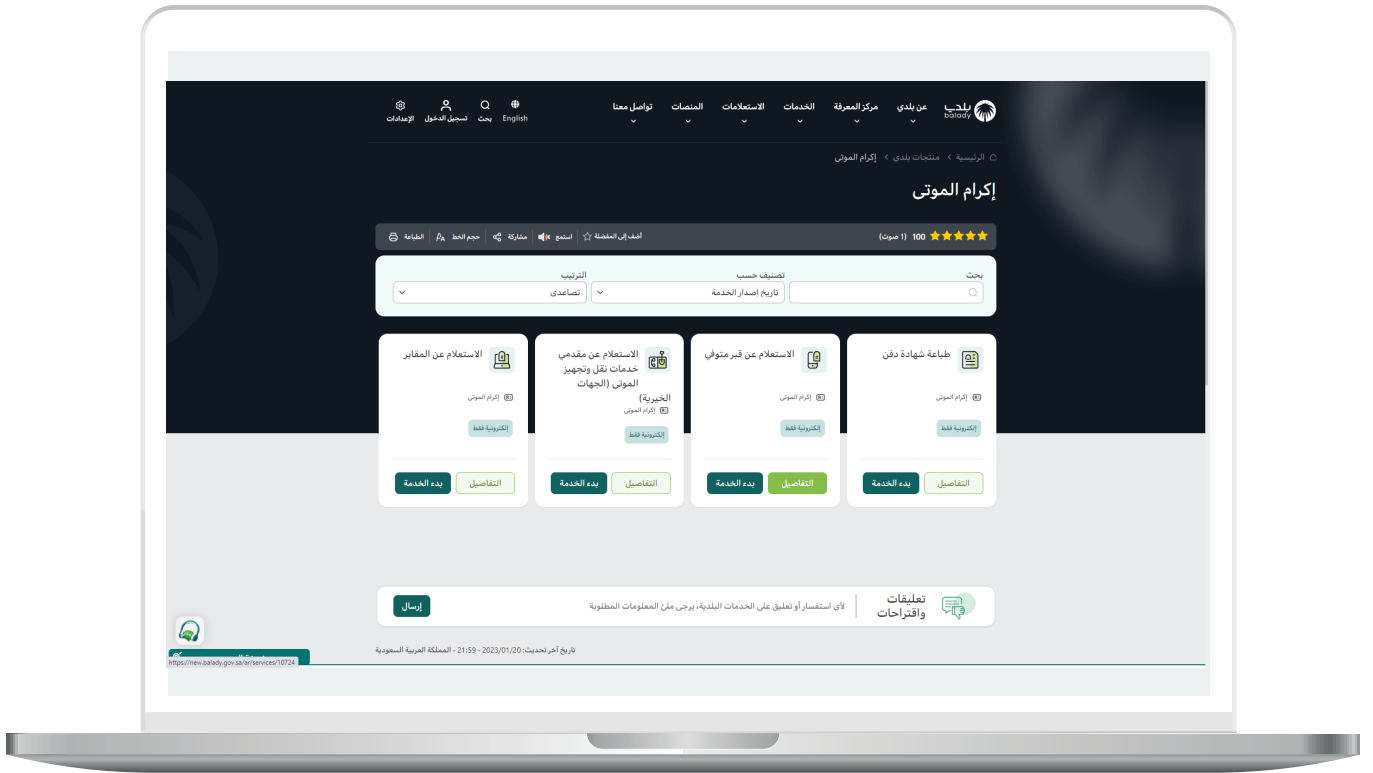 بلدي
balady
عن بلدي
مركز المعرفة
الخدمات
الاستعلامات
المنصات
تواصل معنا
English
بحث
تسجيل الدخول
الإعدادات
الرئيسية > منتجات بلدي > إكرام الموتى
إكرام الموتى
100 (1 صوت)
أضف إلى المفضلة
استمع
مشاركة
حجم الخط
الطباعة
بحث
تصنيف حسب
تاريخ إصدار الخدمة
الترتيب
تصاعدى
طباعة شهادة دفن
إكرام الموتى
إلكترونية فقط
التفاصيل
بدء الخدمة
الاستعلام عن قبر متوفي
إكرام الموتى
إلكترونية فقط
التفاصيل
بدء الخدمة
الاستعلام عن مقدمي
خدمات نقل وتجهيز
الموتى (الجهات
الخيرية)
إكرام الموتى
إلكترونية فقط
التفاصيل
بدء الخدمة
الاستعلام عن المقابر
إكرام الموتى
إلكترونية فقط
التفاصيل
بدء الخدمة
تعليقات
واقتراحات
لأي استفسار أو تعليق على الخدمات البلدية، يرجى ملئ المعلومات المطلوبة
إرسال
تاريخ آخر تحديث: 2023/01/20 - 21:59 - المملكة العربية السعودية
https://new.balady.gov.sa/ar/services/10724